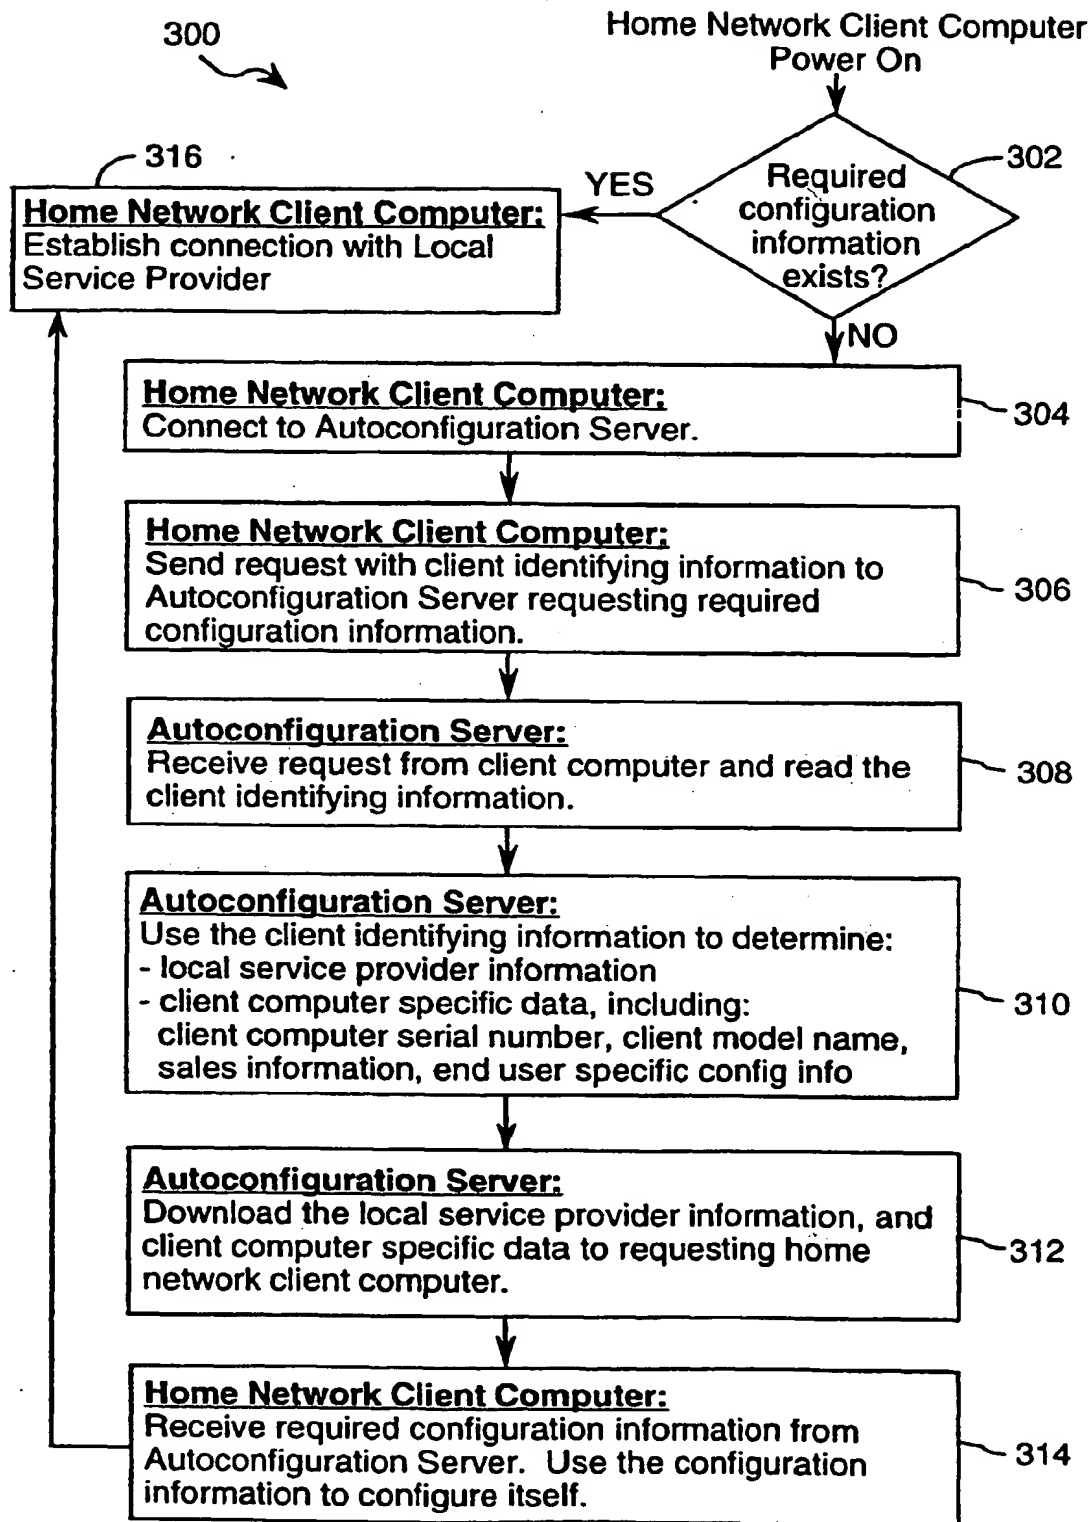 300
Home Network Client Computer
Power On
302
Required
configuration
information
exists?
YES
NO
316
Home Network Client Computer:
Establish connection with Local
Service Provider
Home Network Client Computer:
Connect to Autoconfiguration Server.
304
Home Network Client Computer:
Send request with client identifying information to
Autoconfiguration Server requesting required
configuration information.
306
Autoconfiguration Server:
Receive request from client computer and read the
client identifying information.
308
Autoconfiguration Server:
Use the client identifying information to determine:
- local service provider information
- client computer specific data, including:
client computer serial number, client model name,
sales information, end user specific config info
310
Autoconfiguration Server:
Download the local service provider information, and
client computer specific data to requesting home
network client computer.
312
Home Network Client Computer:
Receive required configuration information from
Autoconfiguration Server. Use the configuration
information to configure itself.
314